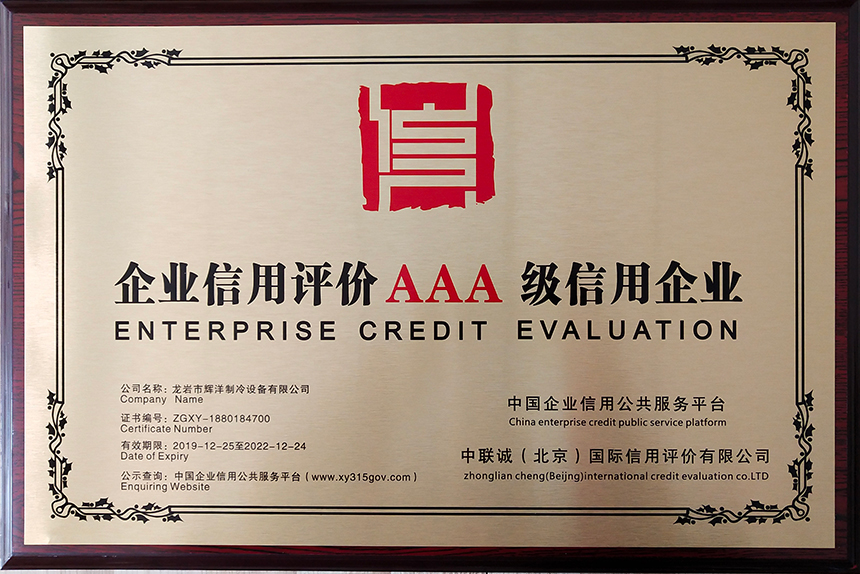 信
企业信用评价AAA 级信用企业
ENTERPRISE CREDIT EVALUATION
公司名称：龙岩市辉洋制冷设备有限公司
Company Name
证书编号：ZGXY-1880184700
Certificate Number
有效期限：2019-12-25至2022-12-24
Date of Expiry
公示查询：中国企业信用公共服务平台（www.xy315gov.com）
Enquiring Website
中国企业信用公共服务平台
China enterprise credit public service platform
中联诚（北京）国际信用评价有限公司
zhonglian cheng(Beijng)international credit evaluation co.LTD